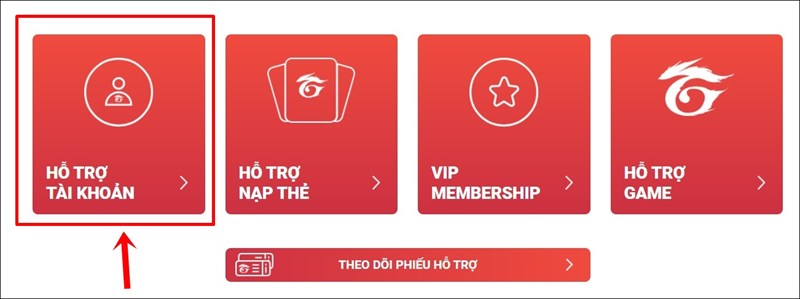 HỖ TRỢ
TÀI KHOẢN
HỖ TRỢ
NẠP THẺ
VIP
MEMBERSHIP
HỖ TRỢ
GAME
THEO DÕI PHIẾU HỖ TRỢ